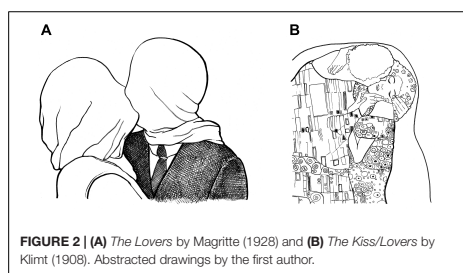 A
B
FIGURE 2 | (A) The Lovers by Magritte (1928) and (B) The Kiss/Lovers by
Klimt (1908). Abstracted drawings by the first author.